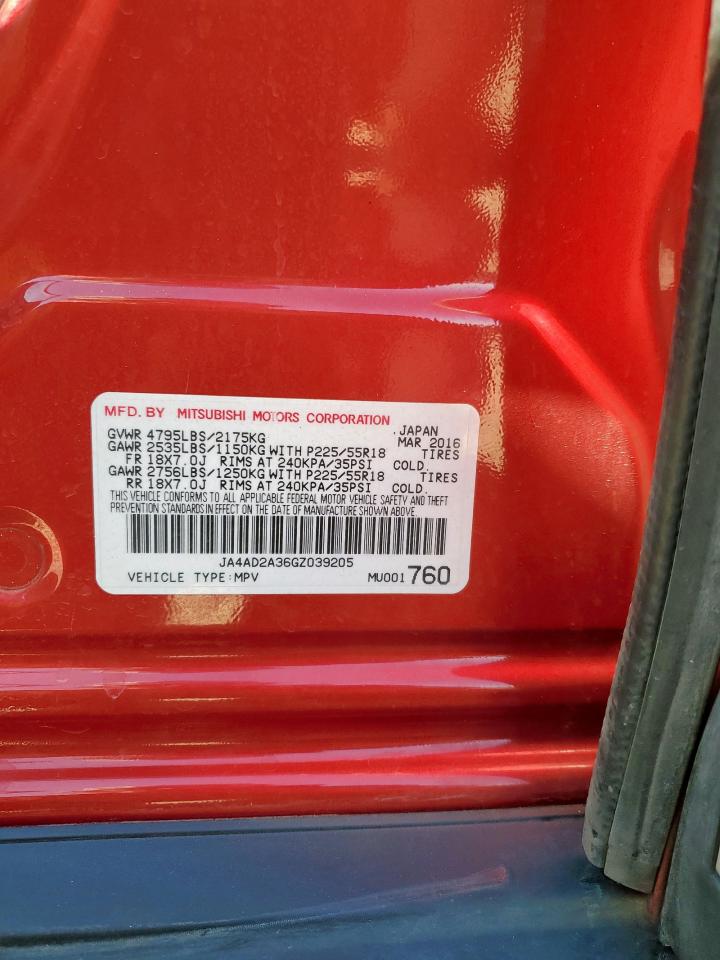 MFD. BY MITSUBISHI MOTORS CORPORATION
GVWR 4795LBS/2175KG JAPAN MAR 2016
GAWR 2535LBS/1150KG WITH P225/55R18 TIRES
FR 18X7.0J RIMS AT 240KPA/35PSI COLD.
GAWR 2756LBS/1250KG WITH P225/55R18 TIRES
RR 18X7.0J RIMS AT 240KPA/35PSI COLD.
THIS VEHICLE CONFORMS TO ALL APPLICABLE FEDERAL MOTOR VEHICLE SAFETY AND THEFT
PREVENTION STANDARDS IN EFFECT ON THE DATE OF MANUFACTURE SHOWN ABOVE.
JA4AD2A36GZ039205
VEHICLE TYPE:MPV MU001760